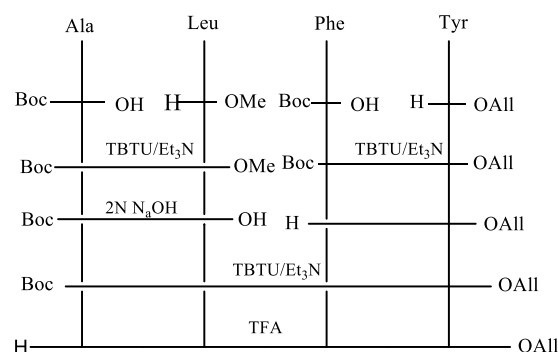 Ala Leu Phe Tyr
Boc OH H OMe Boc OH H OAll
TBTU/Et₃N TBTU/Et₃N
Boc OMe Boc OAll
2N NₐOH
Boc OH H OAll
TBTU/Et₃N
Boc OAll
TFA
H OAll